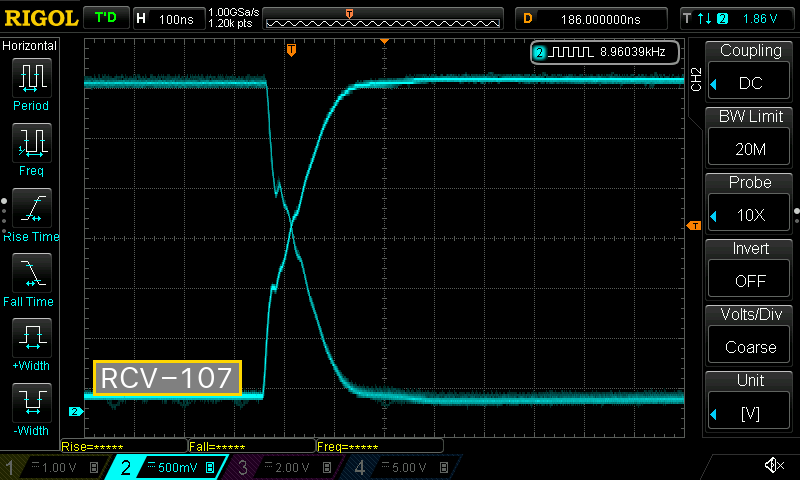 RIGOL T'D H 100ns 1.00GSa/s 1.20k pts T D 186.000000ns T 2 1.86 V
Horizontal
T
2 8.96039kHz
Coupling
DC
CH2
BW Limit
20M
Probe
10X
Invert
OFF
Volts/Div
Coarse
Unit
[V]
Period
Freq
Rise Time
Fall Time
+Width
-Width
T
RCV-107
2
Rise=***** Fall=***** Freq=*****
1 1.00 V B 2 500mV B 3 2.00 V B 4 5.00 V B